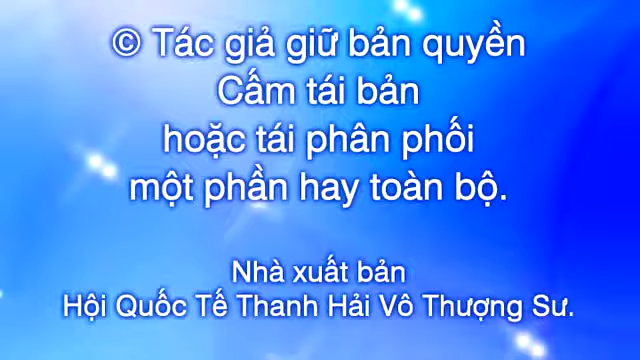 © Tác giả giữ bản quyền
Cấm tái bản
hoặc tái phân phối
một phần hay toàn bộ.
Nhà xuất bản
Hội Quốc Tế Thanh Hải Vô Thượng Sư.